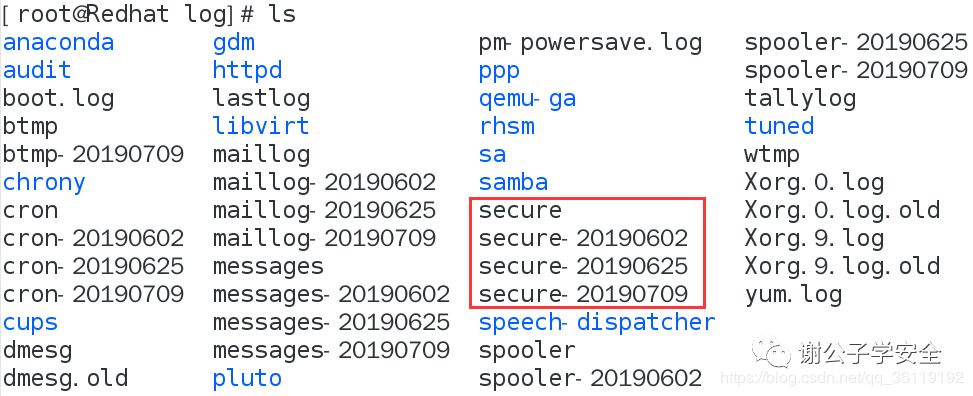 [root@Redhat log]# ls
anaconda gdm pm-powersave.log spooler-20190625
audit httpd ppp spooler-20190709
boot.log lastlog qemu-ga tallylog
btmp libvirt rhsm tuned
btmp-20190709 maillog sa wtmp
chrony maillog-20190602 samba Xorg.0.log
cron maillog-20190625 secure Xorg.0.log.old
cron-20190602 maillog-20190709 secure-20190602 Xorg.9.log
cron-20190625 messages secure-20190625 Xorg.9.log.old
cron-20190709 messages-20190602 secure-20190709 yum.log
cups messages-20190625 speech-dispatcher
dmesg messages-20190709 spooler
dmesg.old pluto spooler-20190602
谢公子学安全
https://blog.csdn.net/qq_36119192